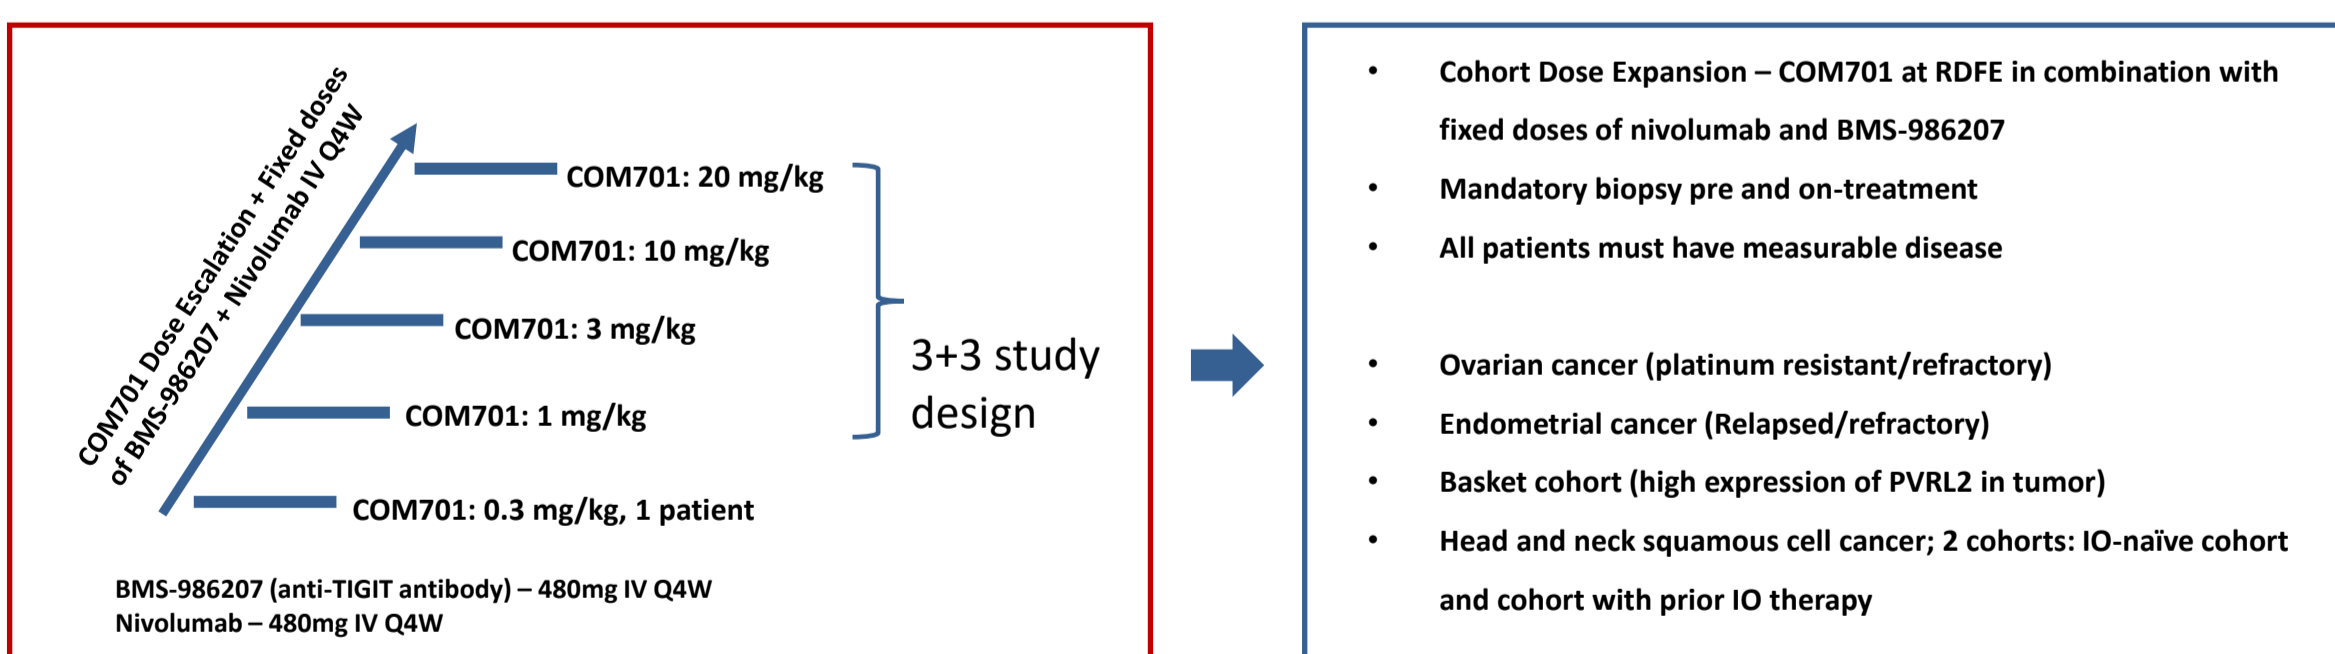 COM701 Dose Escalation + Fixed doses
of BMS-986207 + Nivolumab IV Q4W
COM701: 20 mg/kg
COM701: 10 mg/kg
COM701: 3 mg/kg
COM701: 1 mg/kg
COM701: 0.3 mg/kg, 1 patient
3+3 study
design
BMS-986207 (anti-TIGIT antibody) – 480mg IV Q4W
Nivolumab – 480mg IV Q4W
• Cohort Dose Expansion – COM701 at RDFE in combination with
fixed doses of nivolumab and BMS-986207
• Mandatory biopsy pre and on-treatment
• All patients must have measurable disease
• Ovarian cancer (platinum resistant/refractory)
• Endometrial cancer (Relapsed/refractory)
• Basket cohort (high expression of PVRL2 in tumor)
• Head and neck squamous cell cancer; 2 cohorts: IO-naïve cohort
and cohort with prior IO therapy